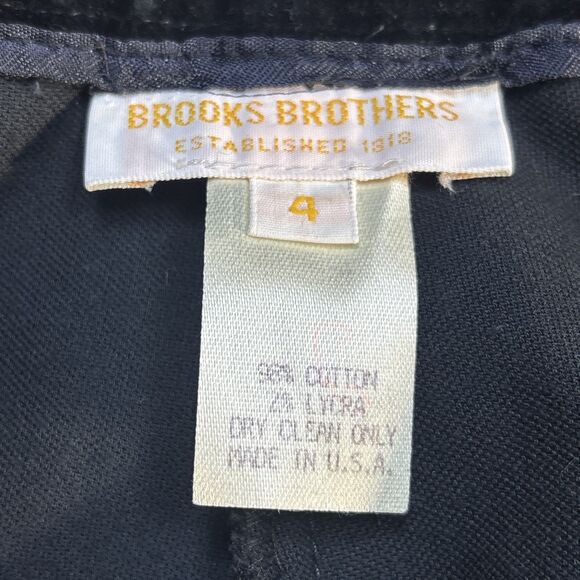 BROOKS BROTHERS
ESTABLISHED 1818
4
98% COTTON
2% LYCRA
DRY CLEAN ONLY
MADE IN U.S.A.